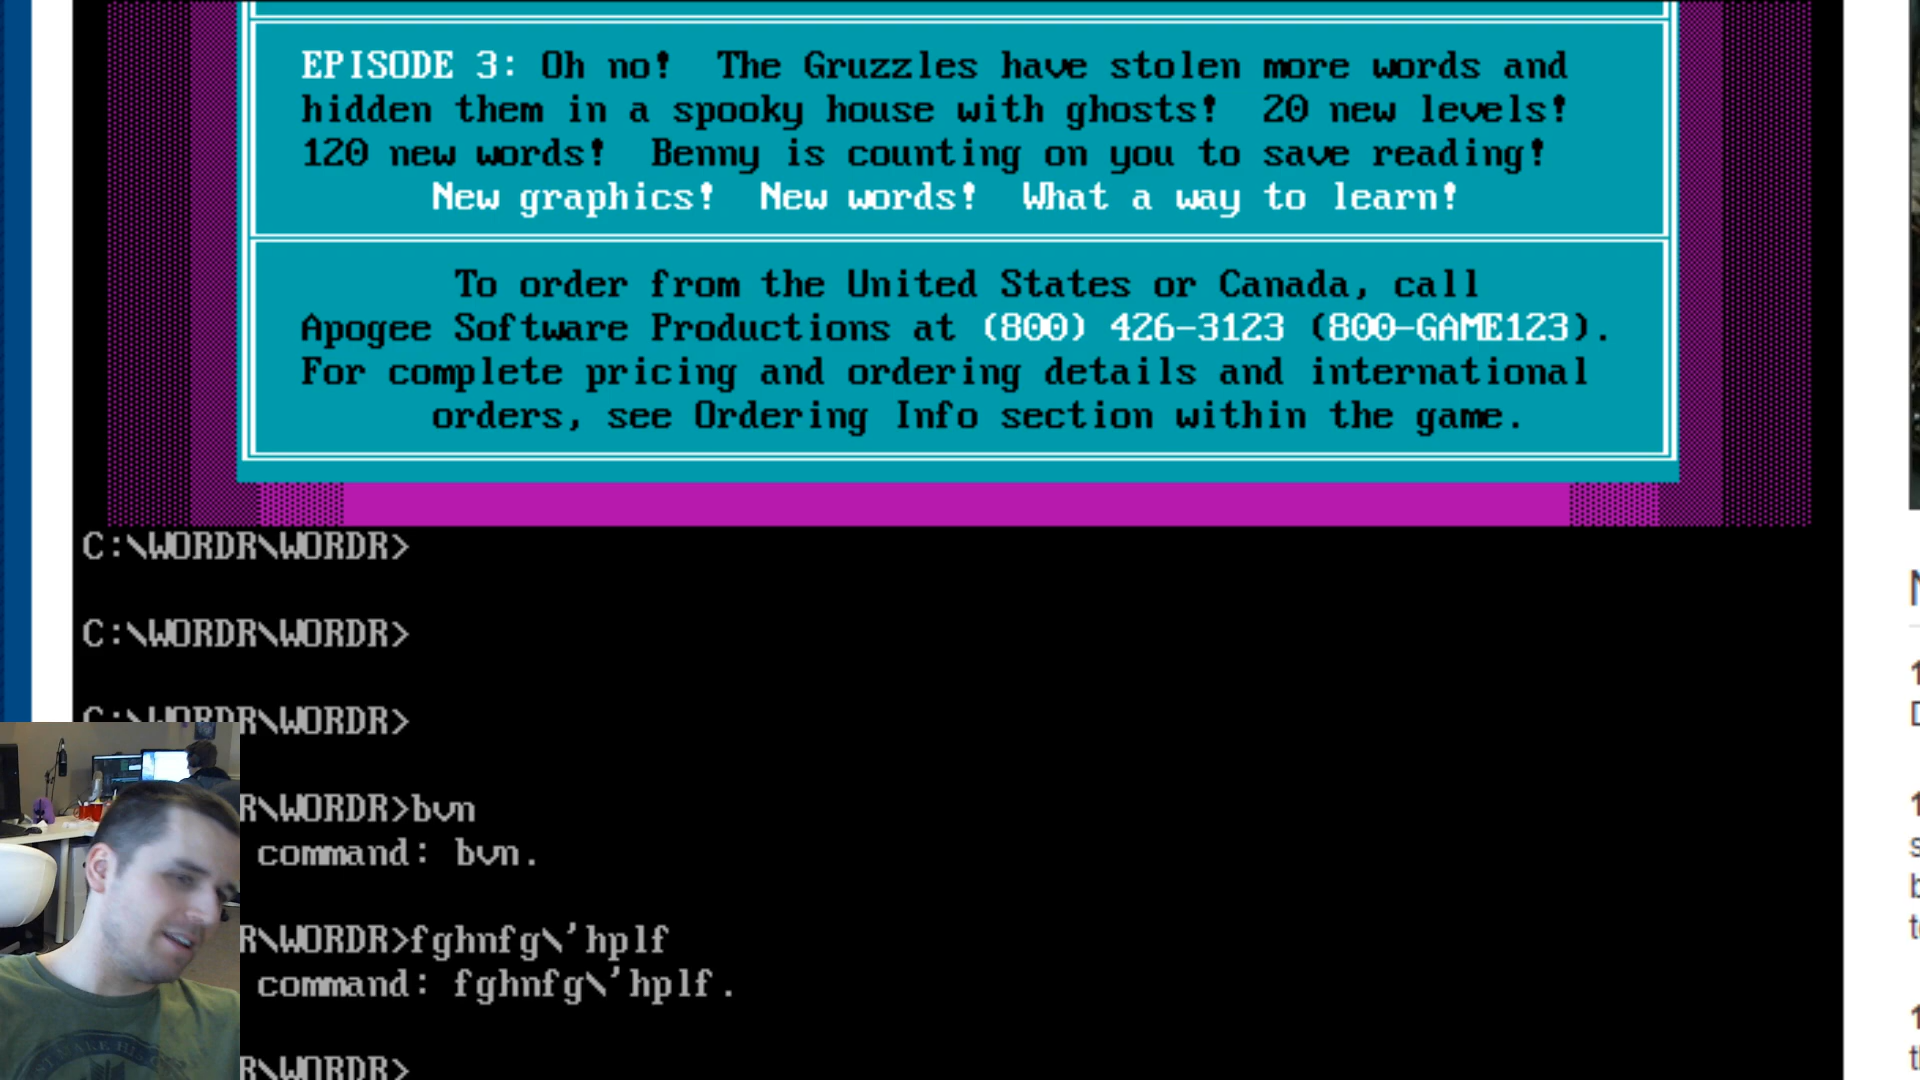 EPISODE 3: Oh no!  The Gruzzles have stolen more words and
hidden them in a spooky house with ghosts!  20 new levels!
120 new words!  Benny is counting on you to save reading!
New graphics!  New words!  What a way to learn!
To order from the United States or Canada, call
Apogee Software Productions at (800) 426-3123 (800-GAME123).
For complete pricing and ordering details and international
orders, see Ordering Info section within the game.
C:\WORDR\WORDR>
C:\WORDR\WORDR>
C:\WORDR\WORDR>
R\WORDR>bvn
command: bvn.
R\WORDR>fghnfg\'hplf
command: fghnfg\'hplf.
R\WORDR>